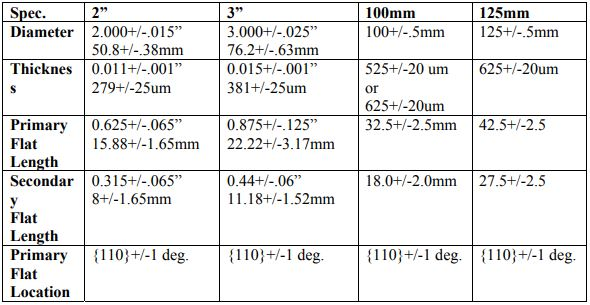 Spec. 2” 3” 100mm 125mm
Diameter 2.000+/-.015” 3.000+/-.025” 100+/-.5mm 125+/-.5mm
50.8+/-.38mm 76.2+/-.63mm
Thicknes 0.011+/-.001” 0.015+/-.001” 525+/-20 um 625+/-20um
s 279+/-25um 381+/-25um or
625+/-20um
Primary 0.625+/-.065” 0.875+/-.125” 32.5+/-2.5mm 42.5+/-2.5
Flat 15.88+/-1.65mm 22.22+/-3.17mm
Length
Secondar 0.315+/-.065” 0.44+/-.06” 18.0+/-2.0mm 27.5+/-2.5
y 8+/-1.65mm 11.18+/-1.52mm
Flat
Length
Primary {110}+/-1 deg. {110}+/-1 deg. {110}+/-1 deg. {110}+/-1 deg.
Flat
Location